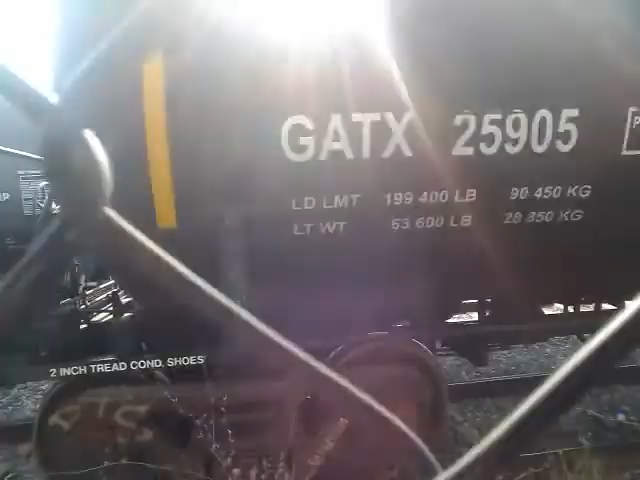 GATX 25905
LD LMT 199 400 LB 90 450 KG
LT WT 63 600 LB 28 850 KG
2 INCH TREAD COND. SHOES